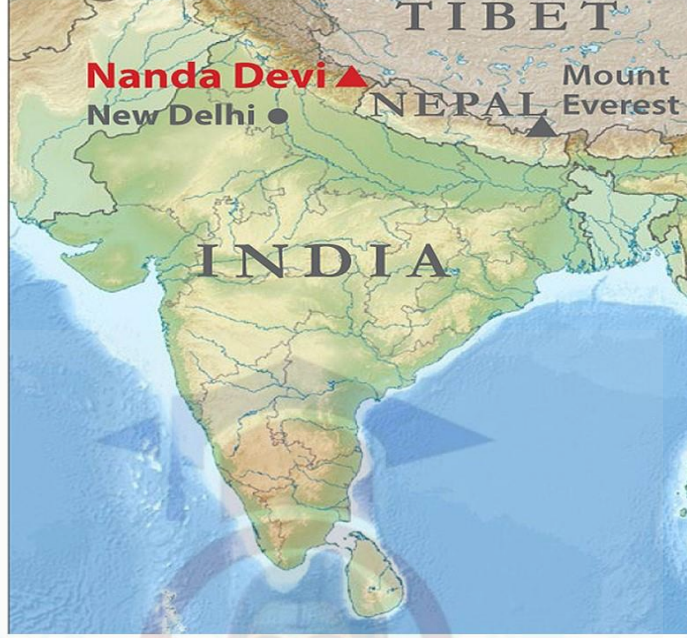 TIBET
Nanda Devi
New Delhi
NEPAL
Mount
Everest
INDIA